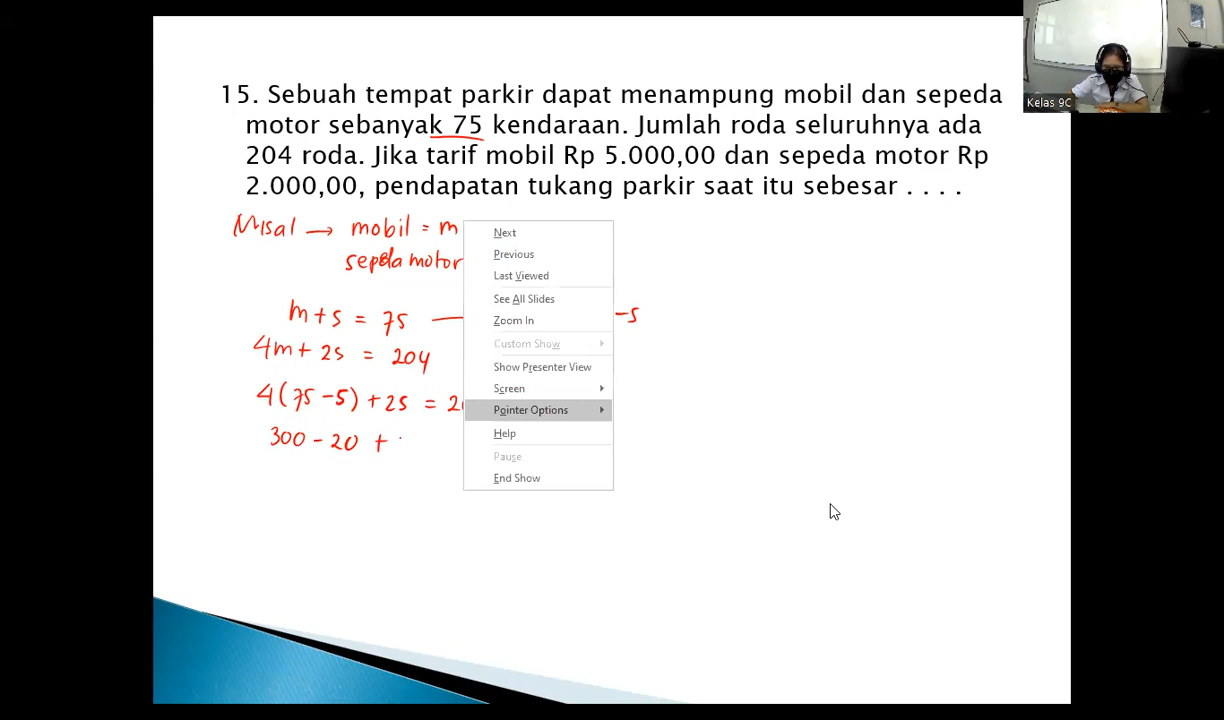 15. Sebuah tempat parkir dapat menampung mobil dan sepeda
motor sebanyak 75 kendaraan. Jumlah roda seluruhnya ada
204 roda. Jika tarif mobil Rp 5.000,00 dan sepeda motor Rp
2.000,00, pendapatan tukang parkir saat itu sebesar . . . .
Misal → mobil = m
sepeda motor
m + s = 75 — -s
4m + 2s = 204
4(75 - s) + 2s = 20
300 - 20 +
Next
Previous
Last Viewed
See All Slides
Zoom In
Custom Show
Show Presenter View
Screen
Pointer Options
Help
Pause
End Show
Kelas 9C